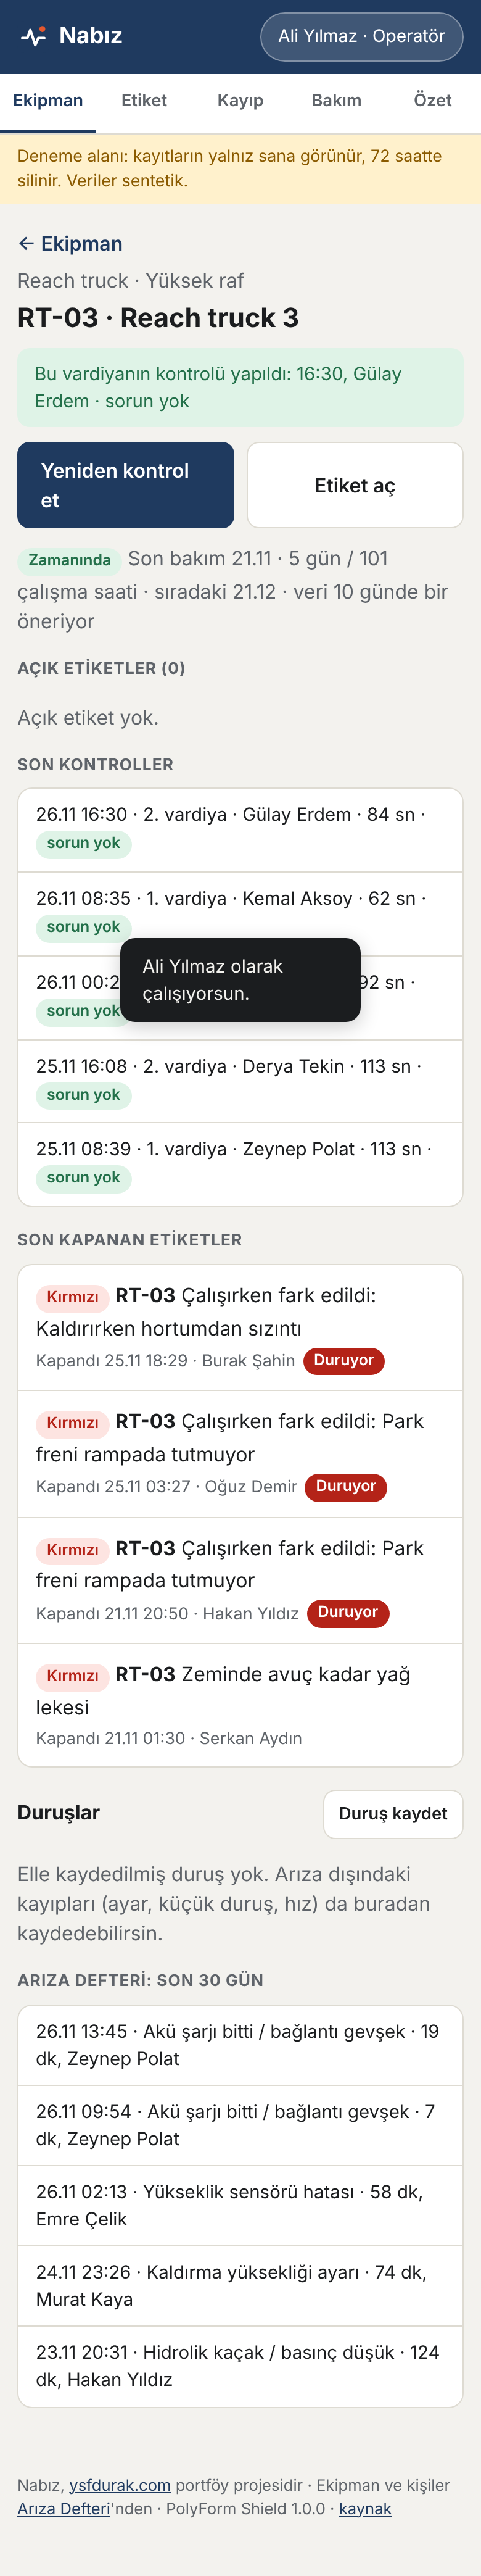 Nabız
Ali Yılmaz · Operatör
Ekipman
Etiket
Kayıp
Bakım
Özet
Deneme alanı: kayıtların yalnız sana görünür, 72 saatte
silinir. Veriler sentetik.
← Ekipman
Reach truck · Yüksek raf
RT-03 · Reach truck 3
Bu vardiyanın kontrolü yapıldı: 16:30, Gülay
Erdem · sorun yok
Yeniden kontrol
et
Etiket aç
Zamanında Son bakım 21.11 · 5 gün / 101
çalışma saati · sıradaki 21.12 · veri 10 günde bir
öneriyor
AÇIK ETİKETLER (0)
Açık etiket yok.
SON KONTROLLER
26.11 16:30 · 2. vardiya · Gülay Erdem · 84 sn ·
sorun yok
26.11 08:35 · 1. vardiya · Kemal Aksoy · 62 sn ·
sorun yok
Ali Yılmaz olarak
çalışıyorsun.
26.11 00:2
92 sn ·
sorun yok
25.11 16:08 · 2. vardiya · Derya Tekin · 113 sn ·
sorun yok
25.11 08:39 · 1. vardiya · Zeynep Polat · 113 sn ·
sorun yok
SON KAPANAN ETİKETLER
Kırmızı RT-03 Çalışırken fark edildi:
Kaldırırken hortumdan sızıntı
Kapandı 25.11 18:29 · Burak Şahin Duruyor
Kırmızı RT-03 Çalışırken fark edildi: Park
freni rampada tutmuyor
Kapandı 25.11 03:27 · Oğuz Demir Duruyor
Kırmızı RT-03 Çalışırken fark edildi: Park
freni rampada tutmuyor
Kapandı 21.11 20:50 · Hakan Yıldız Duruyor
Kırmızı RT-03 Zeminde avuç kadar yağ
lekesi
Kapandı 21.11 01:30 · Serkan Aydın
Duruşlar
Duruş kaydet
Elle kaydedilmiş duruş yok. Arıza dışındaki
kayıpları (ayar, küçük duruş, hız) da buradan
kaydedebilirsin.
ARIZA DEFTERİ: SON 30 GÜN
26.11 13:45 · Akü şarjı bitti / bağlantı gevşek · 19
dk, Zeynep Polat
26.11 09:54 · Akü şarjı bitti / bağlantı gevşek · 7
dk, Zeynep Polat
26.11 02:13 · Yükseklik sensörü hatası · 58 dk,
Emre Çelik
24.11 23:26 · Kaldırma yüksekliği ayarı · 74 dk,
Murat Kaya
23.11 20:31 · Hidrolik kaçak / basınç düşük · 124
dk, Hakan Yıldız
Nabız, ysfdurak.com portföy projesidir · Ekipman ve kişiler
Arıza Defteri'nden · PolyForm Shield 1.0.0 · kaynak